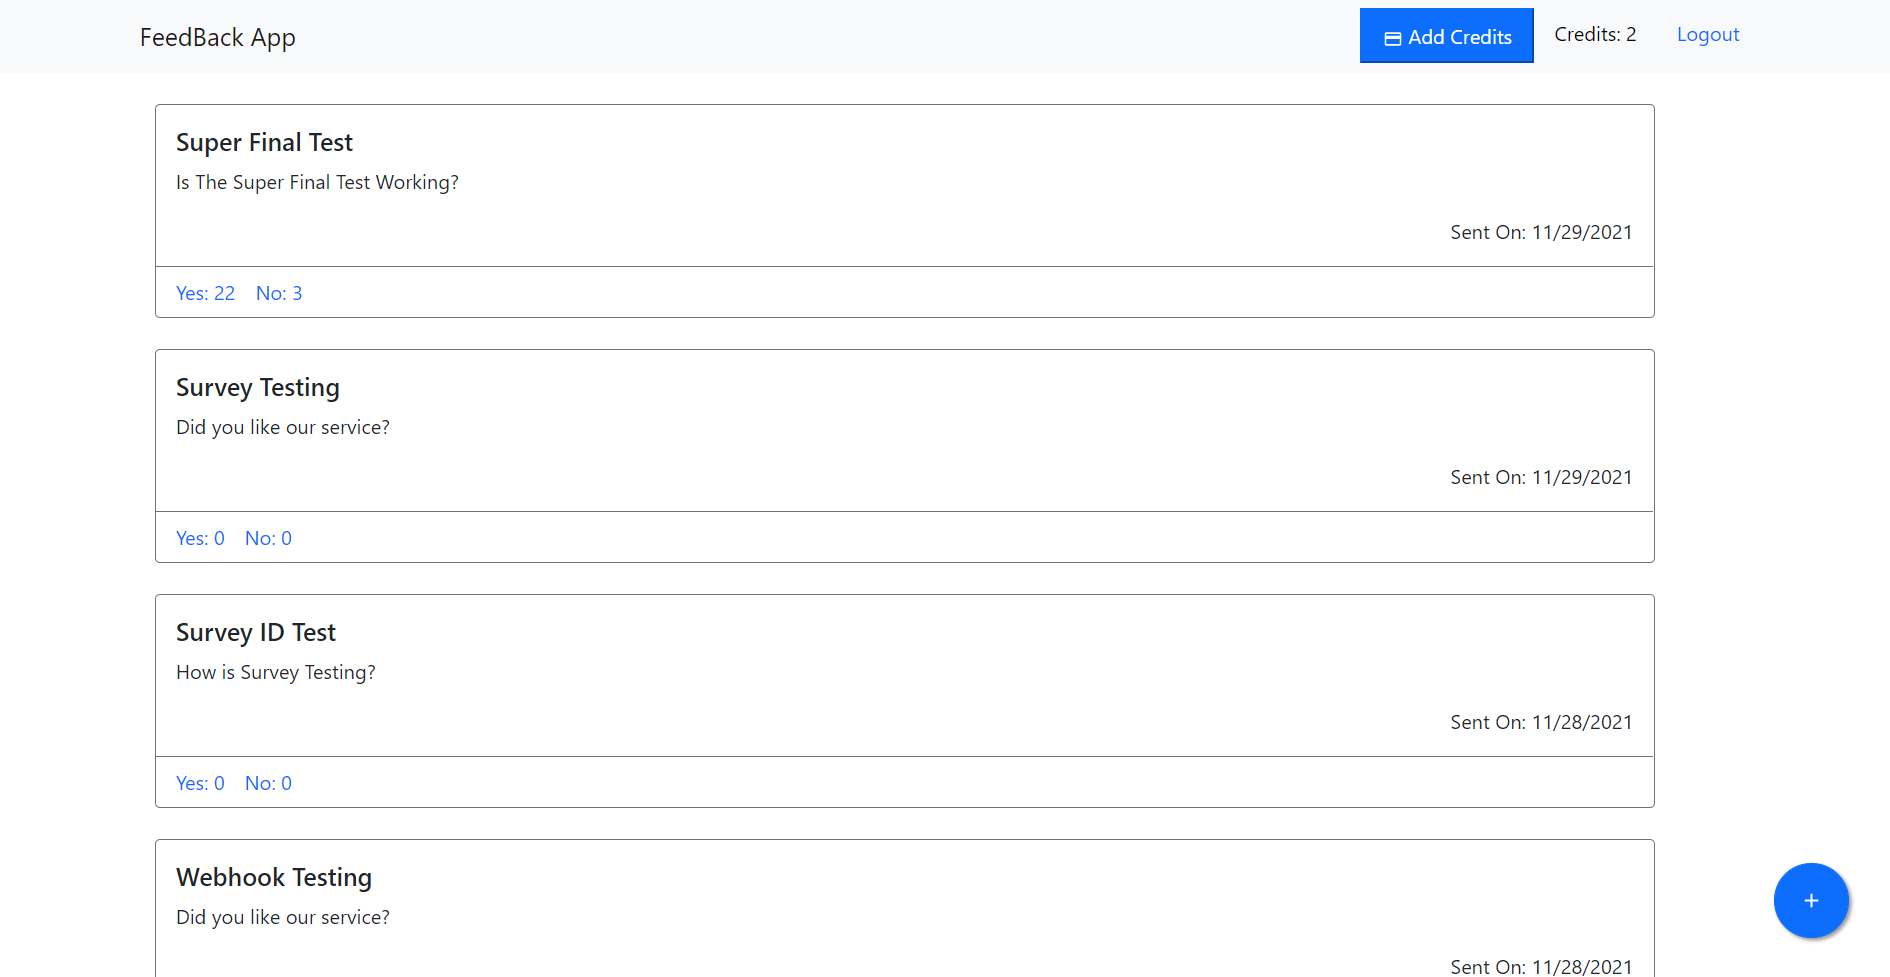 FeedBack App
Add Credits
Credits: 2
Logout
Super Final Test
Is The Super Final Test Working?
Sent On: 11/29/2021
Yes: 22 No: 3
Survey Testing
Did you like our service?
Sent On: 11/29/2021
Yes: 0 No: 0
Survey ID Test
How is Survey Testing?
Sent On: 11/28/2021
Yes: 0 No: 0
Webhook Testing
Did you like our service?
Sent On: 11/28/2021
+